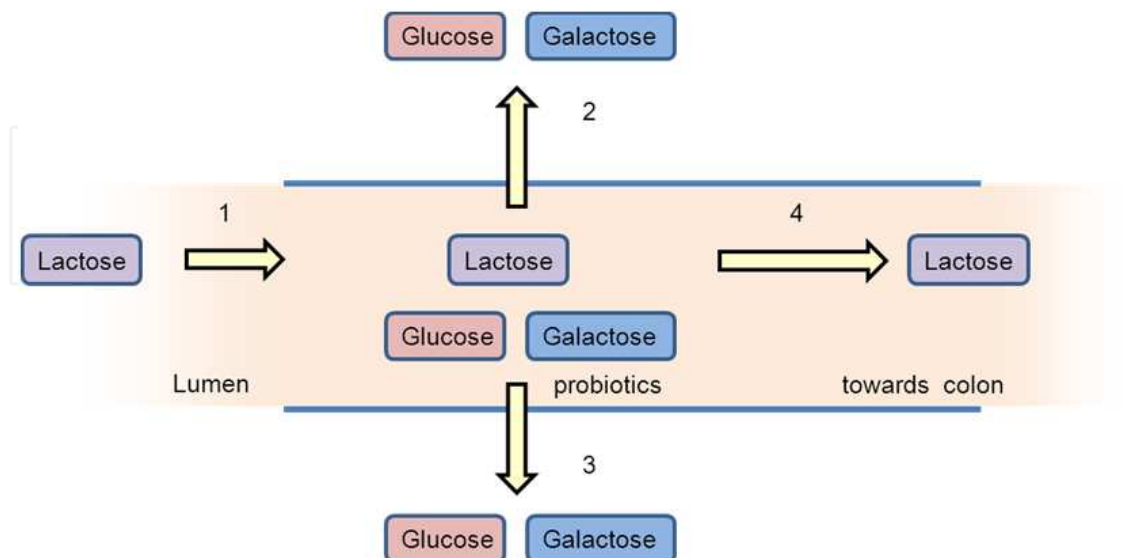 Glucose Galactose
2
1 4
Lactose Lactose Lactose
Glucose Galactose
Lumen probiotics towards colon
3
Glucose Galactose